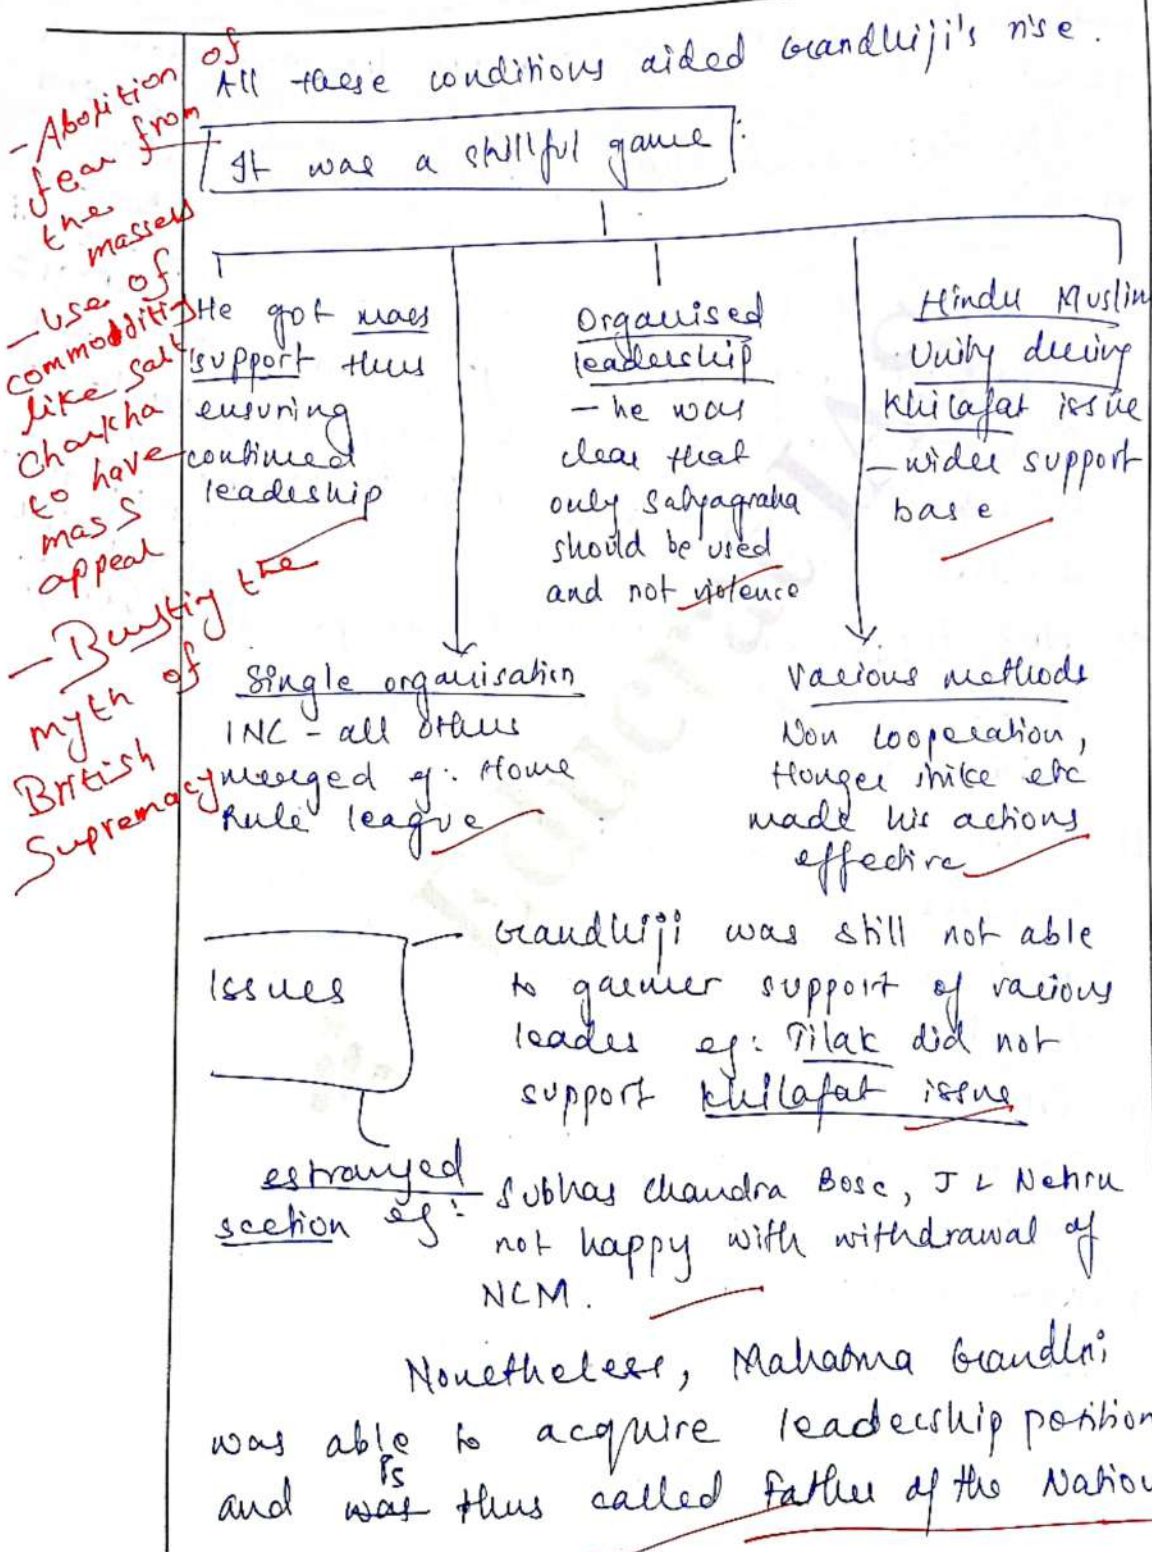 All these conditions aided Gandhiji's rise.
It was a skillful game :
He got mass
support thus
ensuring
continued
leadeship
Organised
leadership
- he was
clear that
only Satyagraha
should be used
and not violence
Hindu Muslim
Unity during
Khilafat issue
- wider support
base
Single organisation
INC - all others
merged eg: Home
Rule league
Various methods
Non Cooperation,
Hunger strike etc
made his actions
effective
Issues
- Gandhiji was still not able
to garner support of various
leades eg: Tilak did not
support Khilafat issue
estranged
section eg:
Subhas Chandra Bose, J L Nehru
not happy with withdrawal of
NCM.
Nonetheless, Mahatma Gandhi
was able to acquire leadership position
is
and was thus called Father of the Nation
- Abolition of
fear from
the
massess
- Use of
commoddities
like Salt
Charkha
to have
mass
appeal
- Bursting the
myth of
British
Supremacy